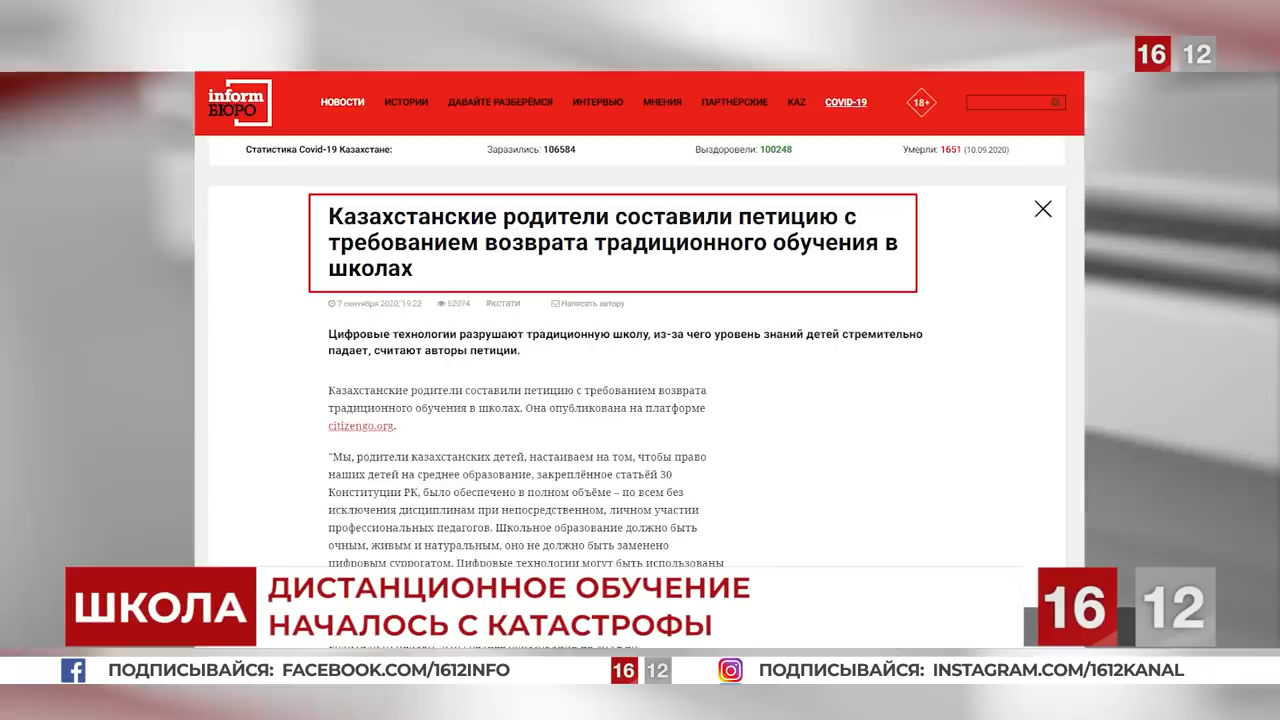 16 12
inform
БЮРО
НОВОСТИ ИСТОРИИ ДАВАЙТЕ РАЗБЕРЁМСЯ ИНТЕРВЬЮ МНЕНИЯ ПАРТНЁРСКИЕ KAZ COVID-19 18+
Статистика Covid-19 Казахстане: Заразились: 106584 Выздоровели: 100248 Умерли: 1651 (10.09.2020)
Казахстанские родители составили петицию с
требованием возврата традиционного обучения в
школах
7 сентября 2020, 19:22 62074 #кстати Написать автору
Цифровые технологии разрушают традиционную школу, из-за чего уровень знаний детей стремительно
падает, считают авторы петиции.
Казахстанские родители составили петицию с требованием возврата
традиционного обучения в школах. Она опубликована на платформе
citizengo.org.
"Мы, родители казахстанских детей, настаиваем на том, чтобы право
наших детей на среднее образование, закреплённое статьёй 30
Конституции РК, было обеспечено в полном объёме – по всем без
исключения дисциплинам при непосредственном, личном участии
профессиональных педагогов. Школьное образование должно быть
очным, живым и натуральным, оно не должно быть заменено
цифровым суррогатом. Цифровые технологии могут быть использованы
ШКОЛА
ДИСТАНЦИОННОЕ ОБУЧЕНИЕ
НАЧАЛОСЬ С КАТАСТРОФЫ
16 12
ПОДПИСЫВАЙСЯ: FACEBOOK.COM/1612INFO 16 12 ПОДПИСЫВАЙСЯ: INSTAGRAM.COM/1612KANAL